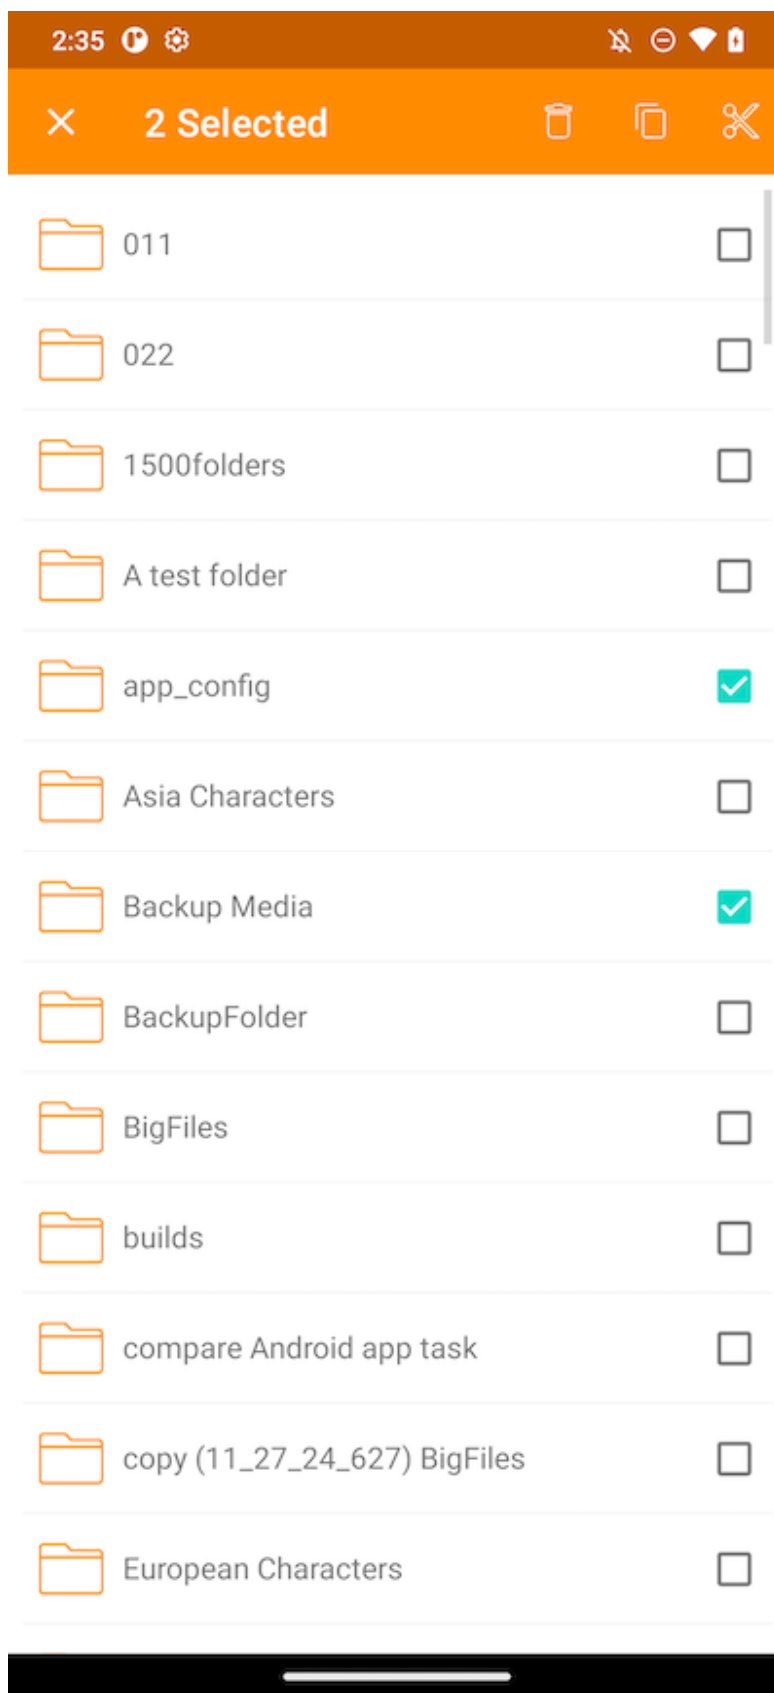 2:35
2 Selected
011
022
1500folders
A test folder
app_config
Asia Characters
Backup Media
BackupFolder
BigFiles
builds
compare Android app task
copy (11_27_24_627) BigFiles
European Characters